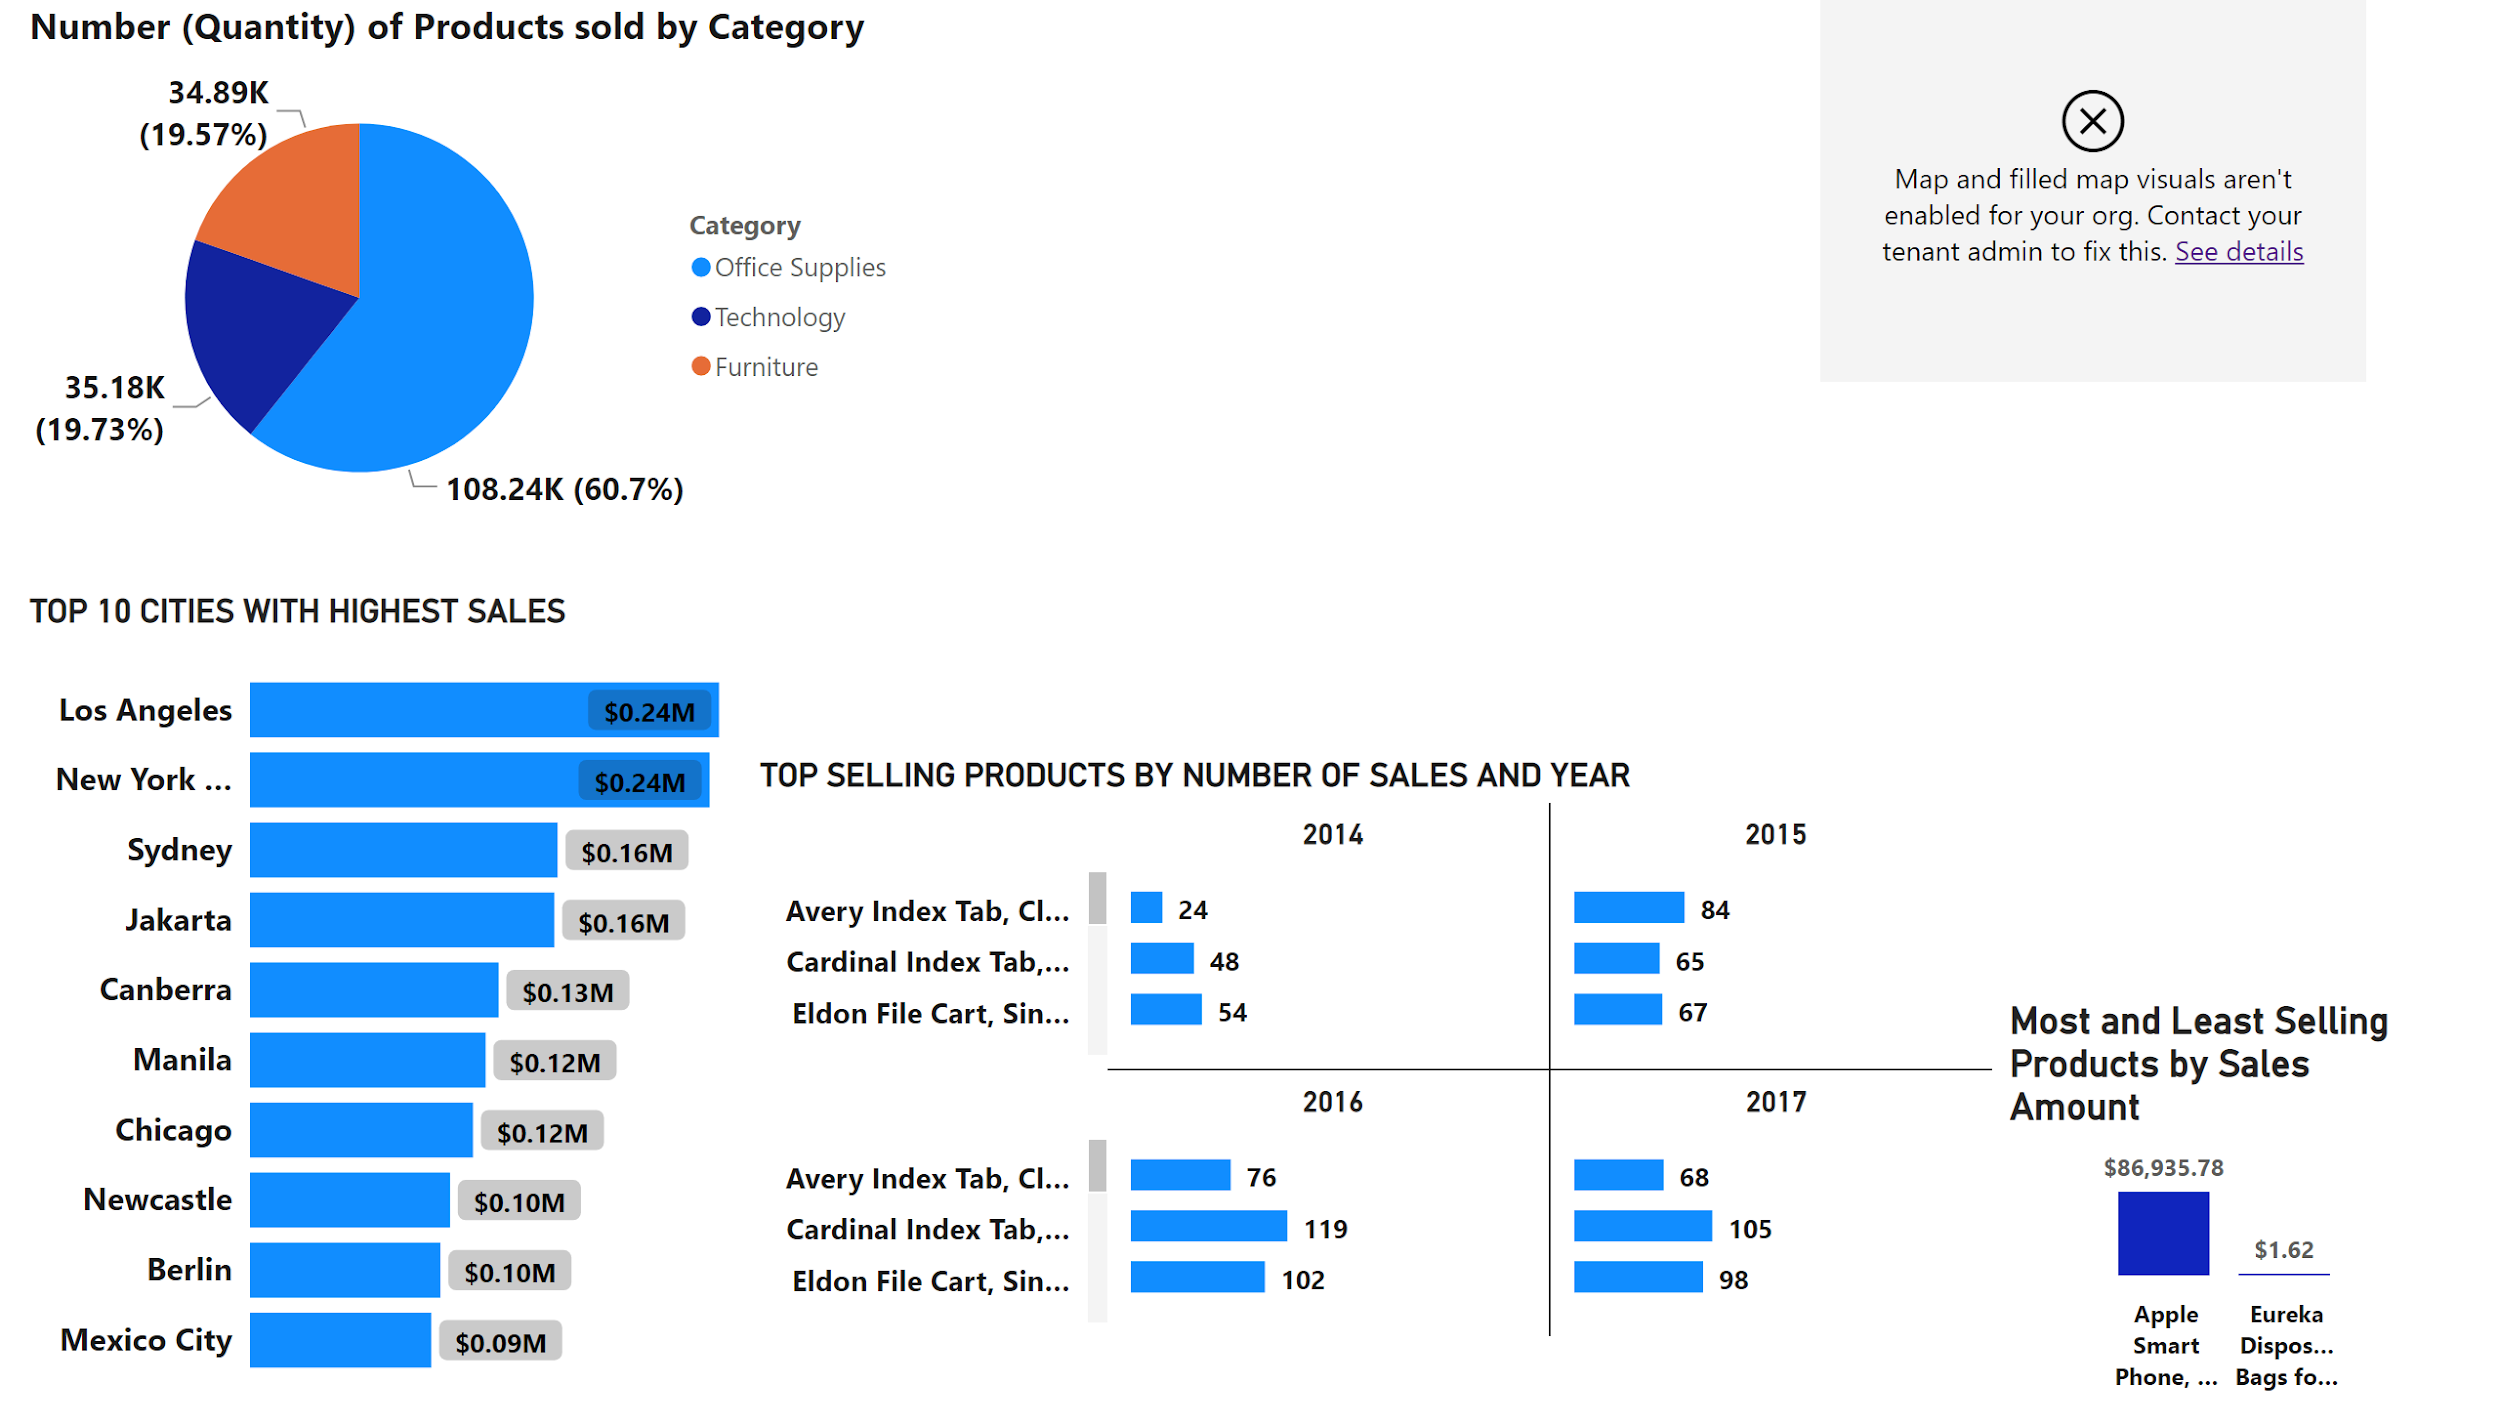 Number (Quantity) of Products sold by Category
34.89K
(19.57%)
35.18K
(19.73%)
108.24K (60.7%)
Category
Office Supplies
Technology
Furniture
Map and filled map visuals aren't
enabled for your org. Contact your
tenant admin to fix this. See details
TOP 10 CITIES WITH HIGHEST SALES
Los Angeles $0.24M
New York ... $0.24M
Sydney $0.16M
Jakarta $0.16M
Canberra $0.13M
Manila $0.12M
Chicago $0.12M
Newcastle $0.10M
Berlin $0.10M
Mexico City $0.09M
TOP SELLING PRODUCTS BY NUMBER OF SALES AND YEAR
2014 2015
Avery Index Tab, Cl... 24 84
Cardinal Index Tab,... 48 65
Eldon File Cart, Sin... 54 67
2016 2017
Avery Index Tab, Cl... 76 68
Cardinal Index Tab,... 119 105
Eldon File Cart, Sin... 102 98
Most and Least Selling
Products by Sales
Amount
$86,935.78
$1.62
Apple
Smart
Phone, ...
Eureka
Dispos...
Bags fo...